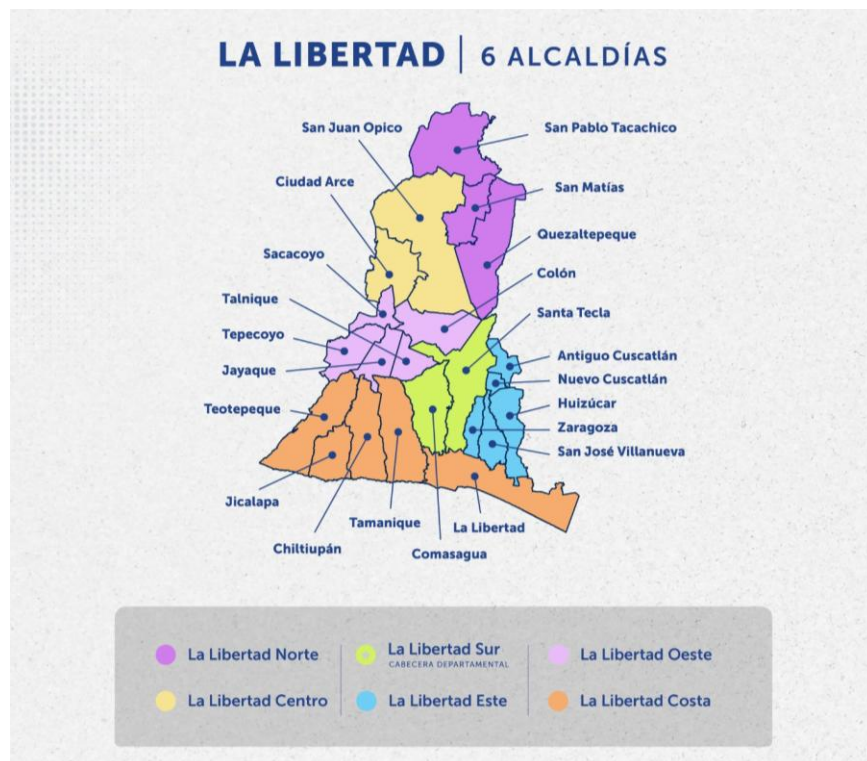 LA LIBERTAD | 6 ALCALDÍAS
San Juan Opico
San Pablo Tacachico
Ciudad Arce
San Matías
Quezaltepeque
Sacacoyo
Colón
Talnique
Santa Tecla
Tepecoyo
Antiguo Cuscatlán
Jayaque
Nuevo Cuscatlán
Teotepeque
Huizúcar
Zaragoza
San José Villanueva
Jicalapa
Tamanique
La Libertad
Chiltiupán
Comasagua
La Libertad Norte
La Libertad Sur
CABECERA DEPARTAMENTAL
La Libertad Oeste
La Libertad Centro
La Libertad Este
La Libertad Costa